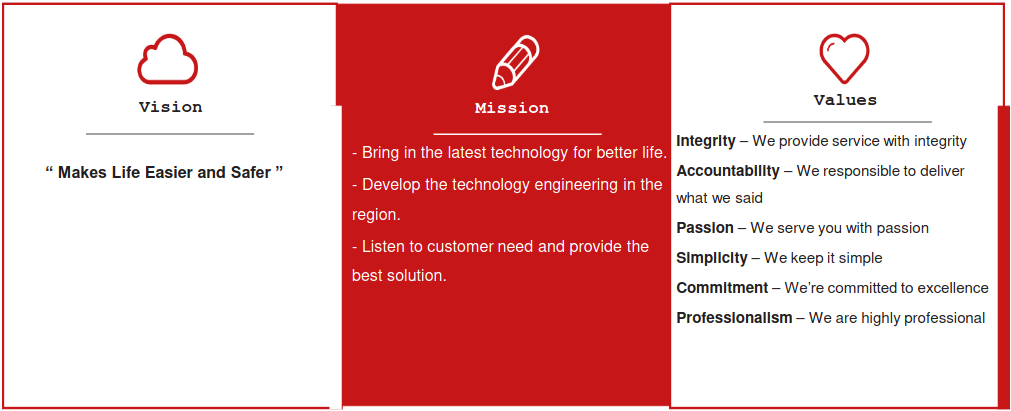 Vision
“ Makes Life Easier and Safer ”
Mission
- Bring in the latest technology for better life.
- Develop the technology engineering in the
region.
- Listen to customer need and provide the
best solution.
Values
Integrity – We provide service with integrity
Accountability – We responsible to deliver
what we said
Passion – We serve you with passion
Simplicity – We keep it simple
Commitment – We’re committed to excellence
Professionalism – We are highly professional